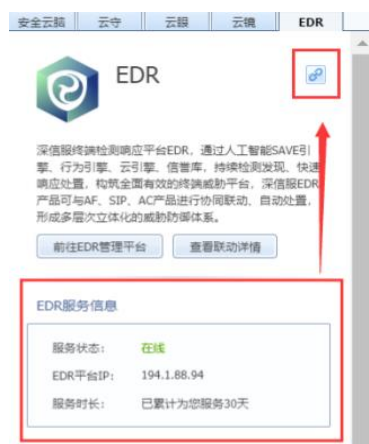 安全云脑 云守 云眼 云镜 EDR
EDR
深信服终端检测响应平台EDR，通过人工智能SAVE引
擎、行为引擎、云引擎、信誉库，持续检测发现、快速
响应处置，构筑全面有效的终端威胁平台，深信服EDR
产品可与AF、SIP、AC产品进行协同联动、自动处置，
形成多层次立体化的威胁防御体系。
前往EDR管理平台 查看联动详情
EDR服务信息
服务状态： 在线
EDR平台IP： 194.1.88.94
服务时长： 已累计为您服务30天